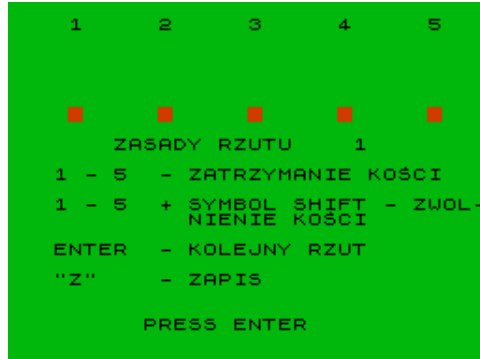 1 2 3 4 5
ZASADY RZUTU 1
1 - 5 - ZATRZYMANIE KOŚCI
1 - 5 + SYMBOL SHIFT - ZWOL-
NIENIE KOŚCI
ENTER - KOLEJNY RZUT
"Z" - ZAPIS
PRESS ENTER